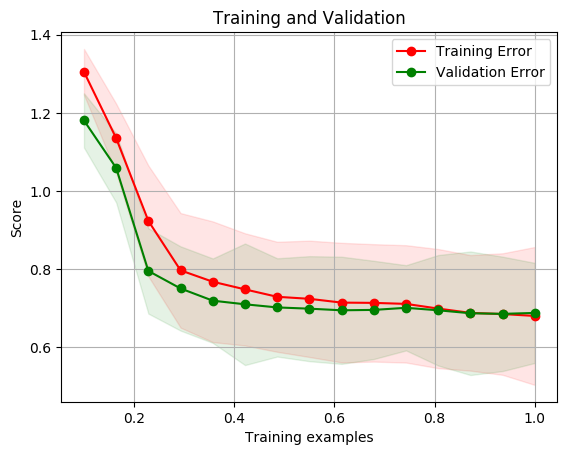 Training and Validation
1.4
1.2
1.0
0.8
0.6
Score
0.2
0.4
0.6
0.8
1.0
Training examples
Training Error
Validation Error